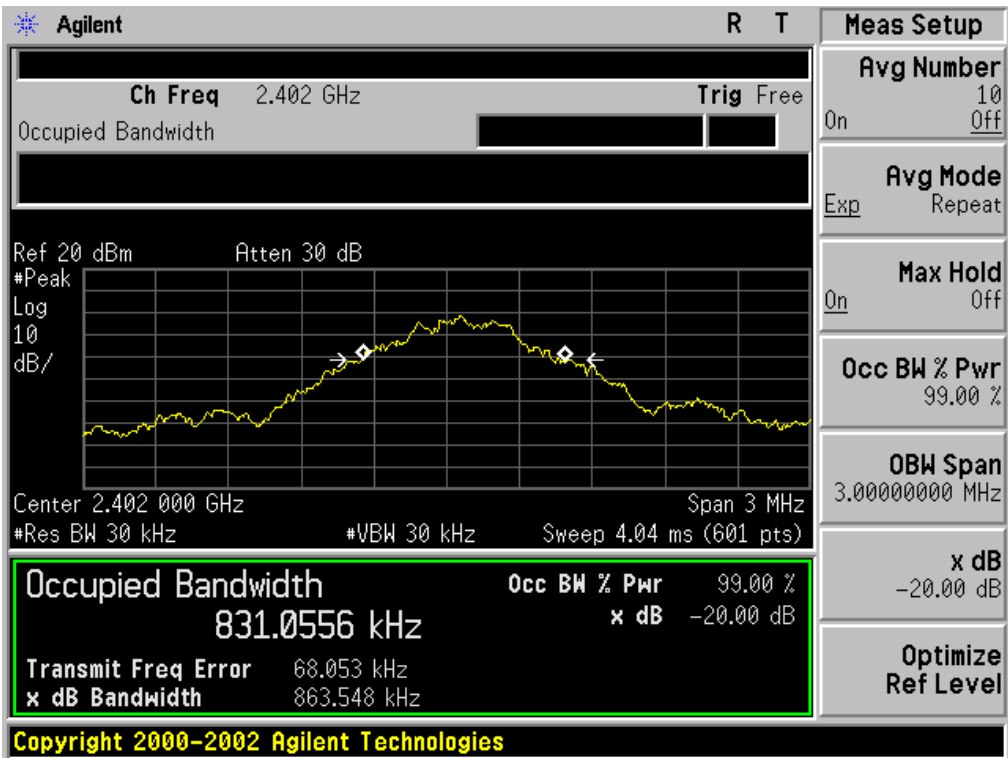 Agilent R T
Ch Freq 2.402 GHz Trig Free
Occupied Bandwidth
Ref 20 dBm Atten 30 dB
#Peak
Log
10
dB/
Center 2.402 000 GHz Span 3 MHz
#Res BW 30 kHz #VBW 30 kHz Sweep 4.04 ms (601 pts)
Occupied Bandwidth Occ BW % Pwr 99.00 %
831.0556 kHz x dB -20.00 dB
Transmit Freq Error 68.053 kHz
x dB Bandwidth 863.548 kHz
Copyright 2000-2002 Agilent Technologies
Meas Setup
Avg Number
10
On Off
Avg Mode
Exp Repeat
Max Hold
On Off
Occ BW % Pwr
99.00 %
OBW Span
3.00000000 MHz
x dB
-20.00 dB
Optimize
Ref Level